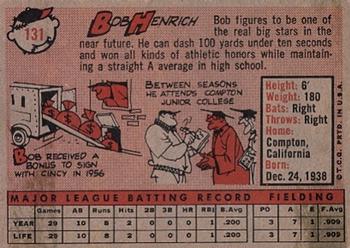 131
BOB HENRICH
Bob figures to be one of
the real big stars in the
near future. He can dash 100 yards under ten seconds
and won all kinds of athletic honors while maintain-
ing a straight A average in high school.
BETWEEN SEASONS
HE ATTENDS COMPTON
JUNIOR COLLEGE
BOB RECEIVED A
BONUS TO SIGN
WITH CINCY IN 1956
Height: 6'
Weight: 180
Bats: Right
Throws: Right
Home:
Compton,
California
Born:
Dec. 24, 1938
© T.C.G. PRTD. IN U.S.A.
MAJOR LEAGUE BATTING RECORD FIELDING
Games AB Runs Hits 2B 3B HR RBI B.Avg PO A E F.Avg
YEAR 29 10 8 2 0 0 0 1 .200 3 7 .909
LIFE 29 10 8 2 0 0 0 1 .200 3 7 .909